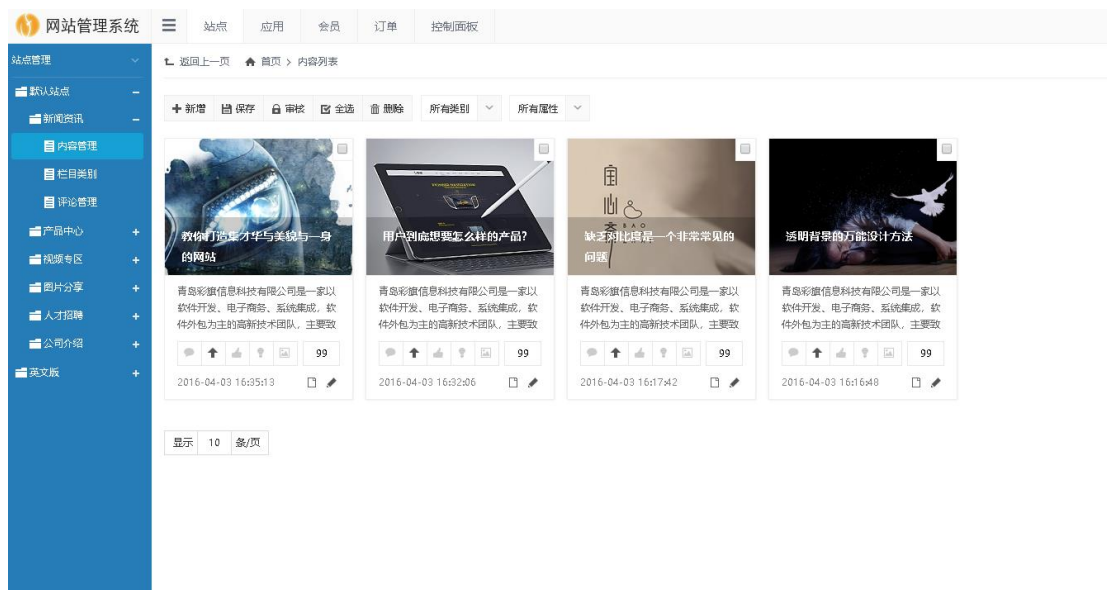 网站管理系统
站点
应用
会员
订单
控制面板
站点管理
返回上一页 首页 > 内容列表
默认站点
新闻资讯
内容管理
栏目类别
评论管理
产品中心
视频专区
图片分享
人才招聘
公司介绍
英文版
新增 保存 审核 全选 删除 所有类别 所有属性
教你打造集才华与美貌与一身
的网站
青岛彩旗信息科技有限公司是一家以
软件开发、电子商务、系统集成，软
件外包为主的高新技术团队，主要致
99
2016-04-03 16:35:13
用户到底想要怎么样的产品?
青岛彩旗信息科技有限公司是一家以
软件开发、电子商务、系统集成，软
件外包为主的高新技术团队，主要致
99
2016-04-03 16:32:06
缺乏对比度是一个非常常见的
问题
青岛彩旗信息科技有限公司是一家以
软件开发、电子商务、系统集成，软
件外包为主的高新技术团队，主要致
99
2016-04-03 16:17:42
透明背景的万能设计方法
青岛彩旗信息科技有限公司是一家以
软件开发、电子商务、系统集成，软
件外包为主的高新技术团队，主要致
99
2016-04-03 16:16:48
显示 10 条/页